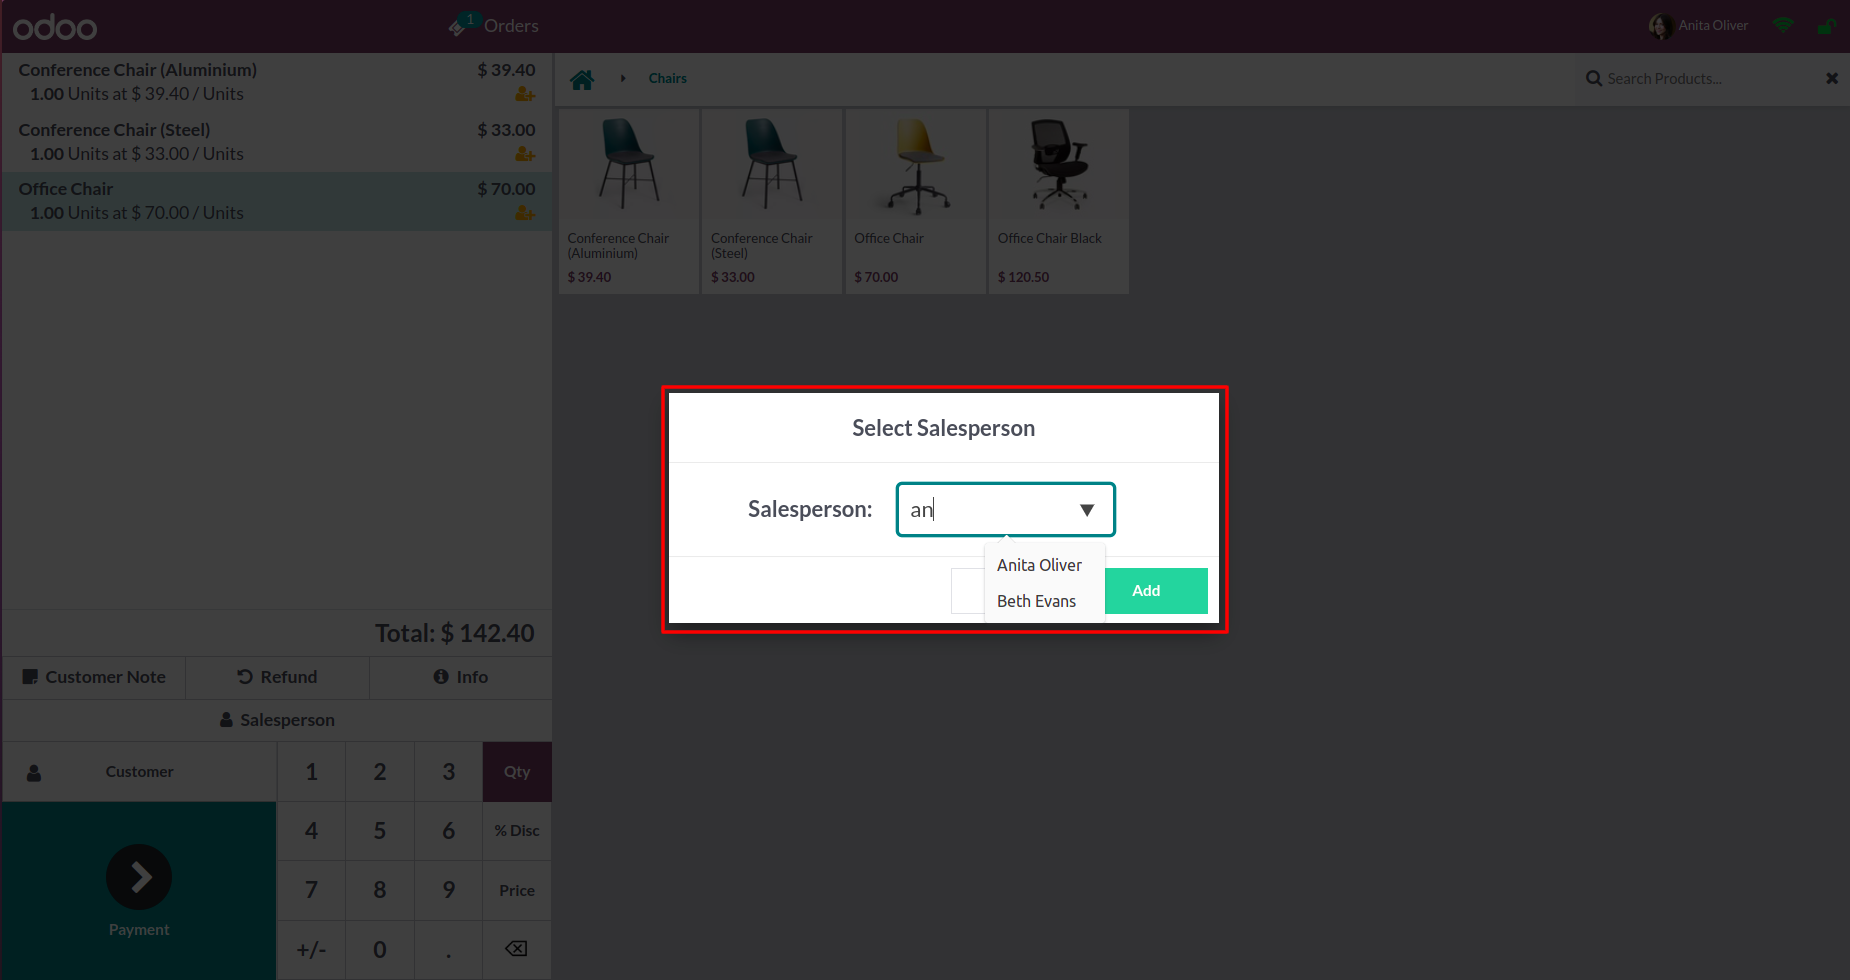 odoo
1
Orders
Anita Oliver
Conference Chair (Aluminium) $ 39.40
1.00 Units at $ 39.40 / Units
Conference Chair (Steel) $ 33.00
1.00 Units at $ 33.00 / Units
Office Chair $ 70.00
1.00 Units at $ 70.00 / Units
Chairs
Search Products...
Conference Chair
(Aluminium)
$ 39.40
Conference Chair
(Steel)
$ 33.00
Office Chair
$ 70.00
Office Chair Black
$ 120.50
Select Salesperson
Salesperson: an
Anita Oliver
Beth Evans
Add
Total: $ 142.40
Customer Note Refund Info
Salesperson
Customer
Payment
1 2 3 Qty
4 5 6 % Disc
7 8 9 Price
+/- 0 .